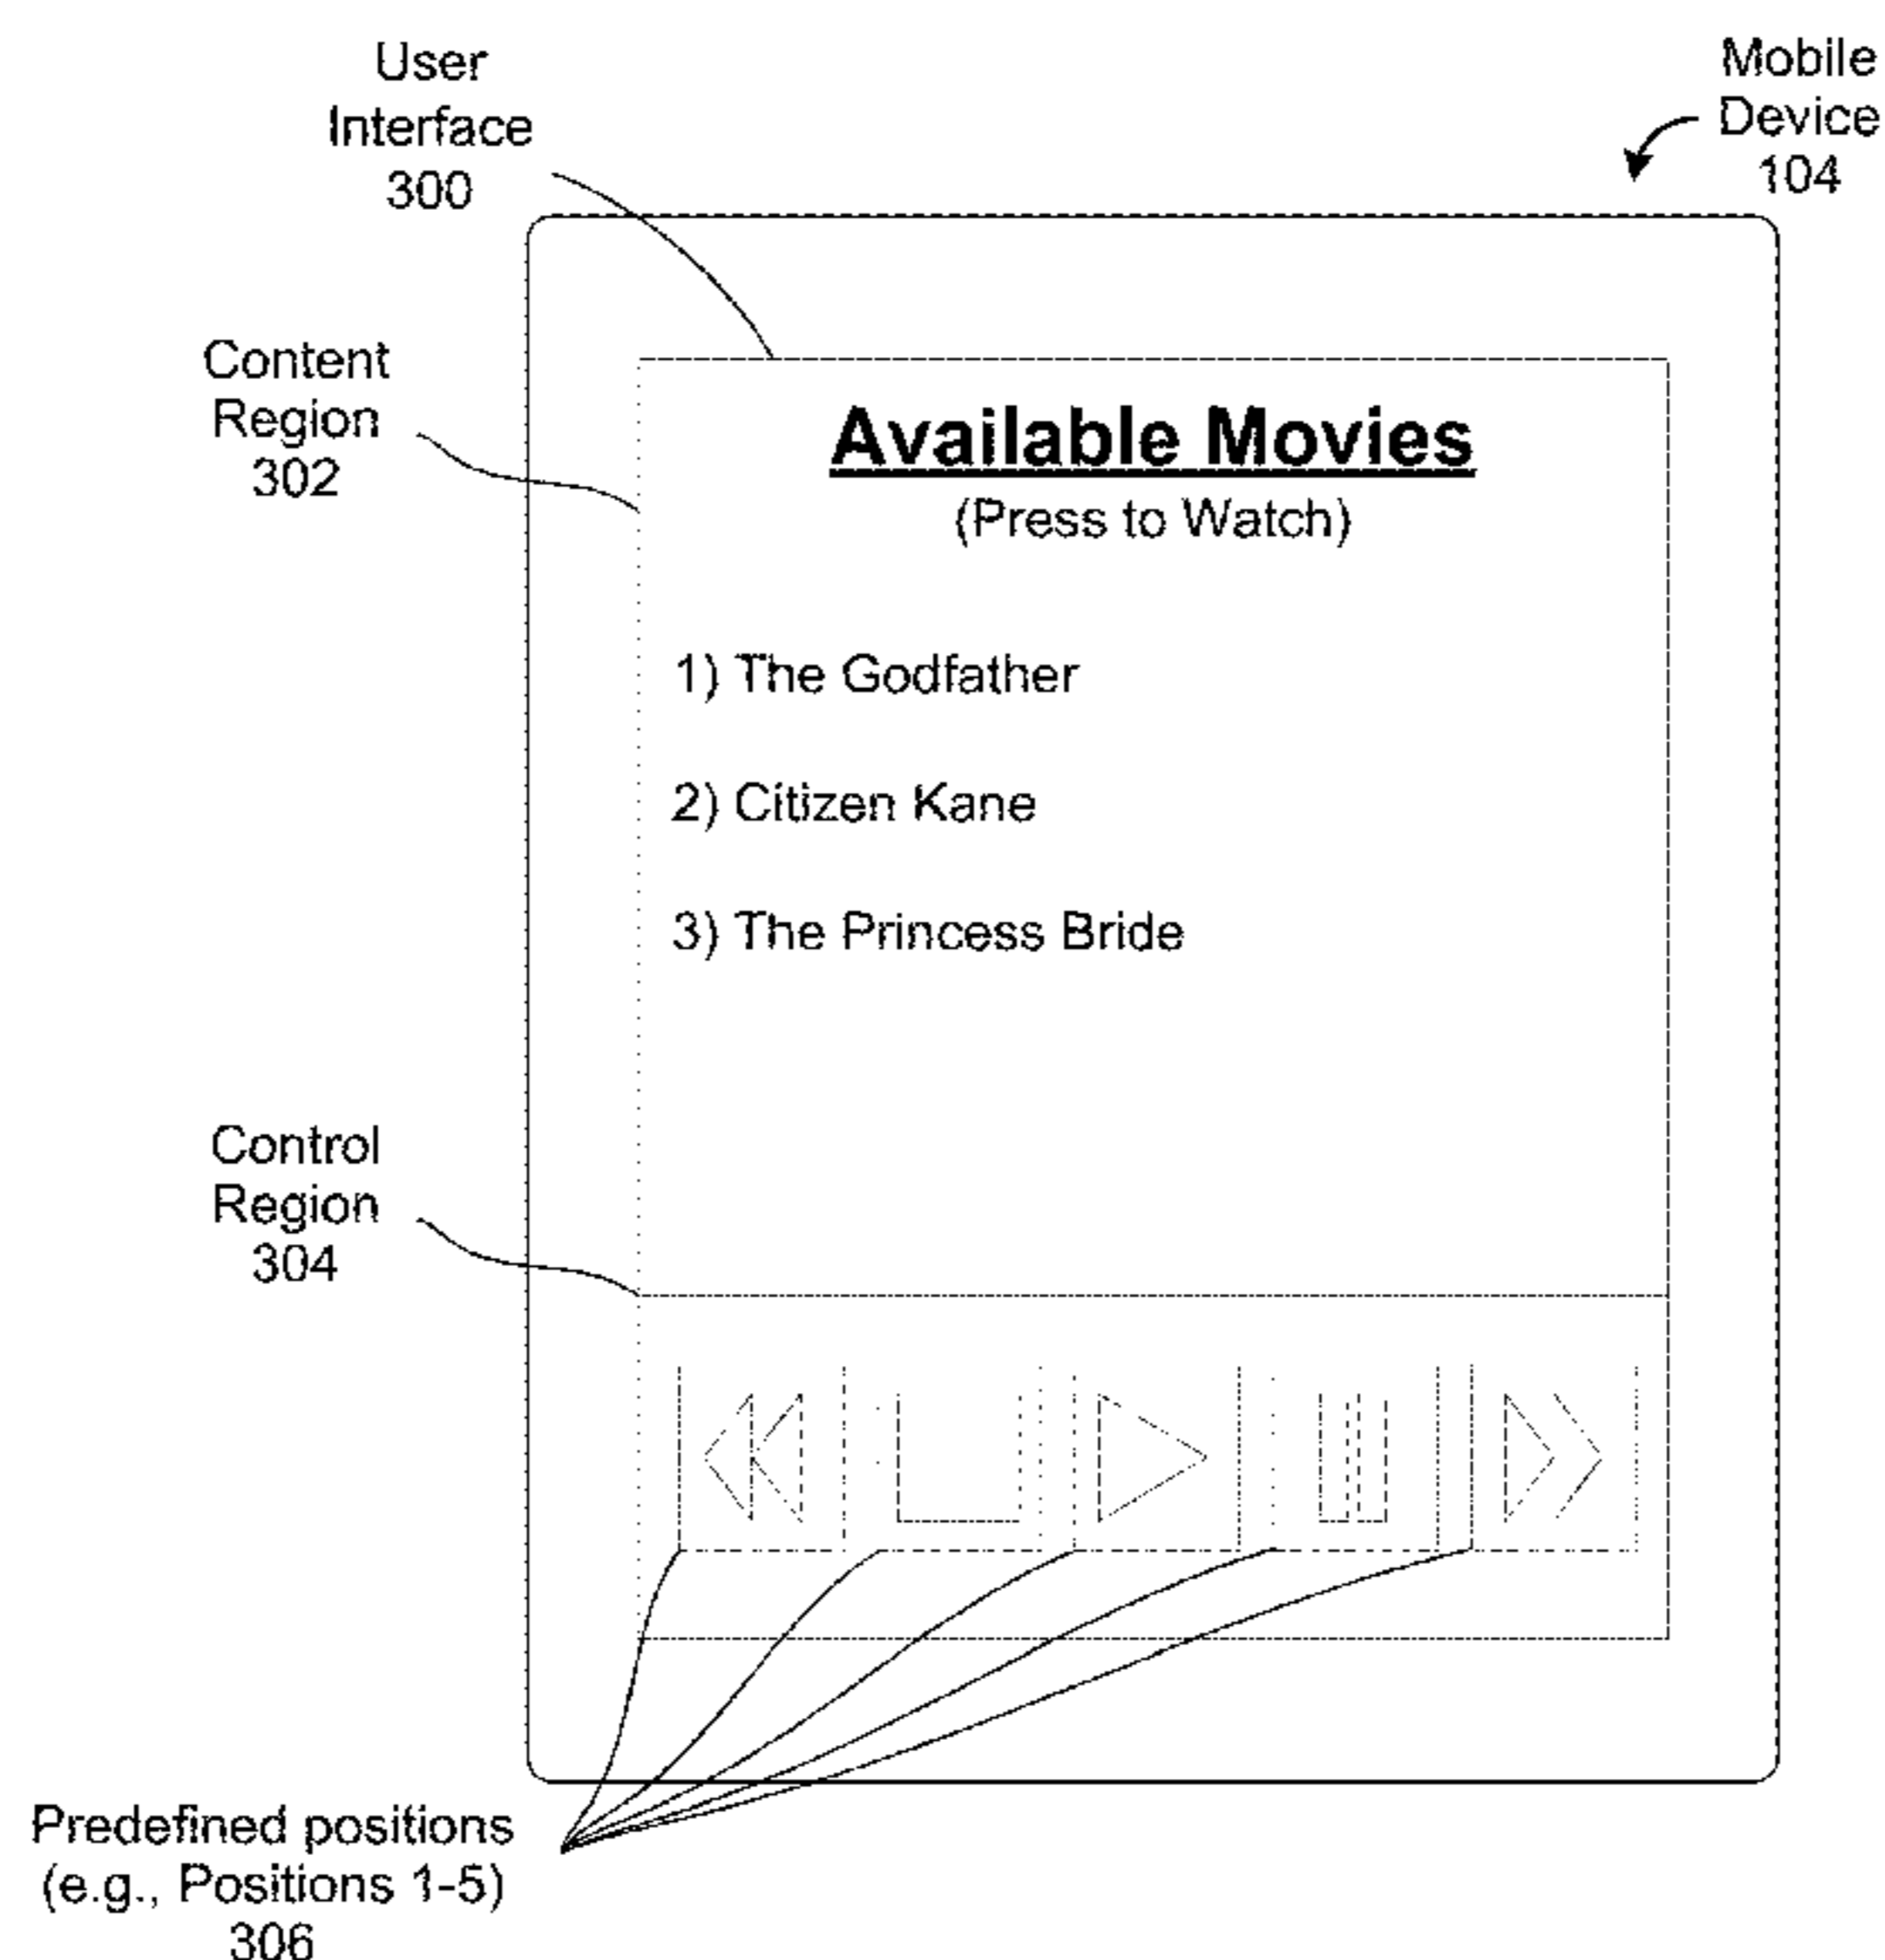 User
Interface
300
Mobile
Device
104
Content
Region
302
Available Movies
(Press to Watch)
1) The Godfather
2) Citizen Kane
3) The Princess Bride
Control
Region
304
Predefined positions
(e.g., Positions 1-5)
306